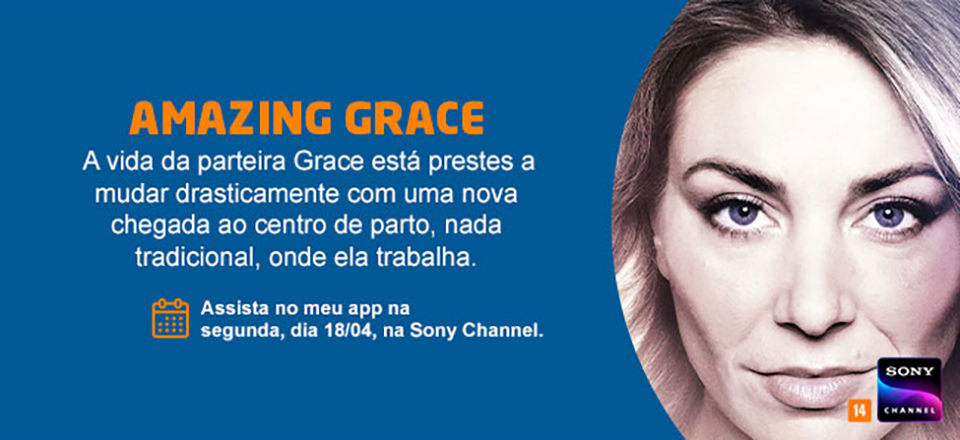 AMAZING GRACE
A vida da parteira Grace está prestes a
mudar drasticamente com uma nova
chegada ao centro de parto, nada
tradicional, onde ela trabalha.
Assista no meu app na
segunda, dia 18/04, na Sony Channel.
14
SONY
CHANNEL